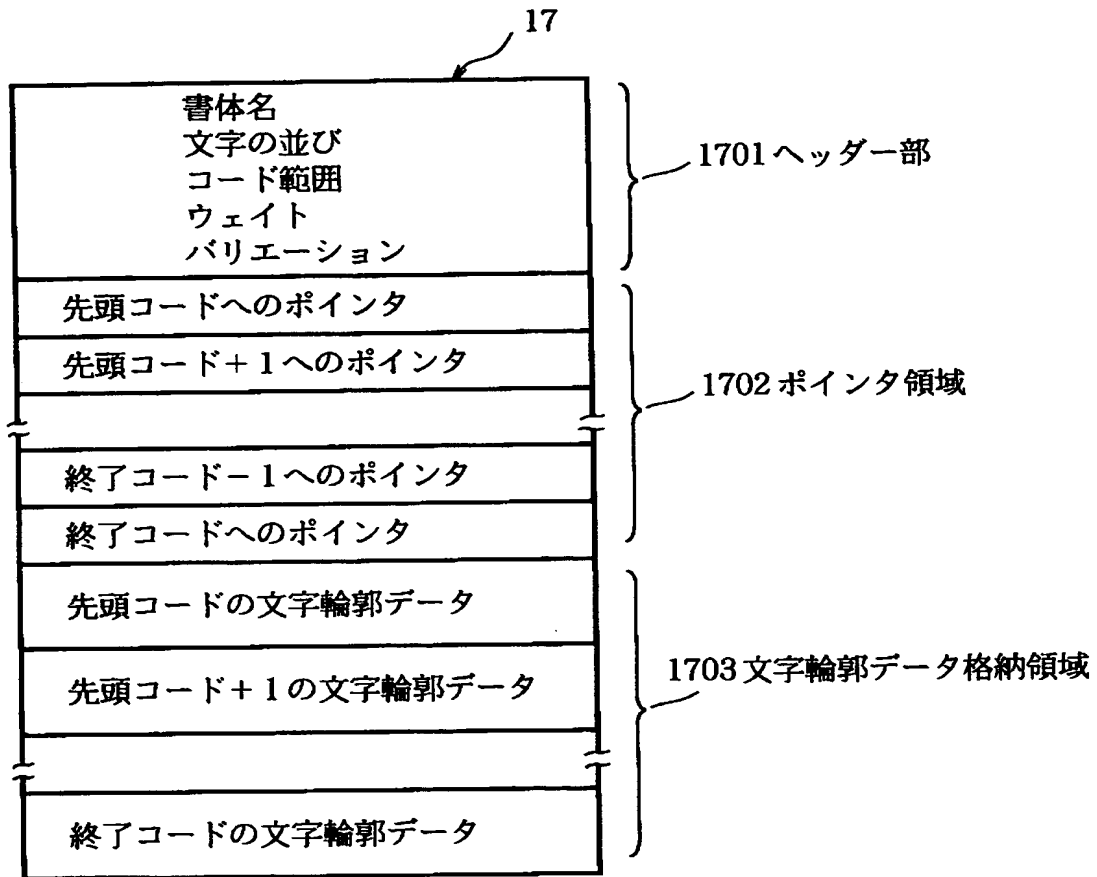 17
書体名
文字の並び
コード範囲
ウェイト
バリエーション
1701ヘッダー部
先頭コードへのポインタ
先頭コード+1へのポインタ
1702ポインタ領域
終了コード-1へのポインタ
終了コードへのポインタ
先頭コードの文字輪郭データ
先頭コード+1の文字輪郭データ
1703文字輪郭データ格納領域
終了コードの文字輪郭データ